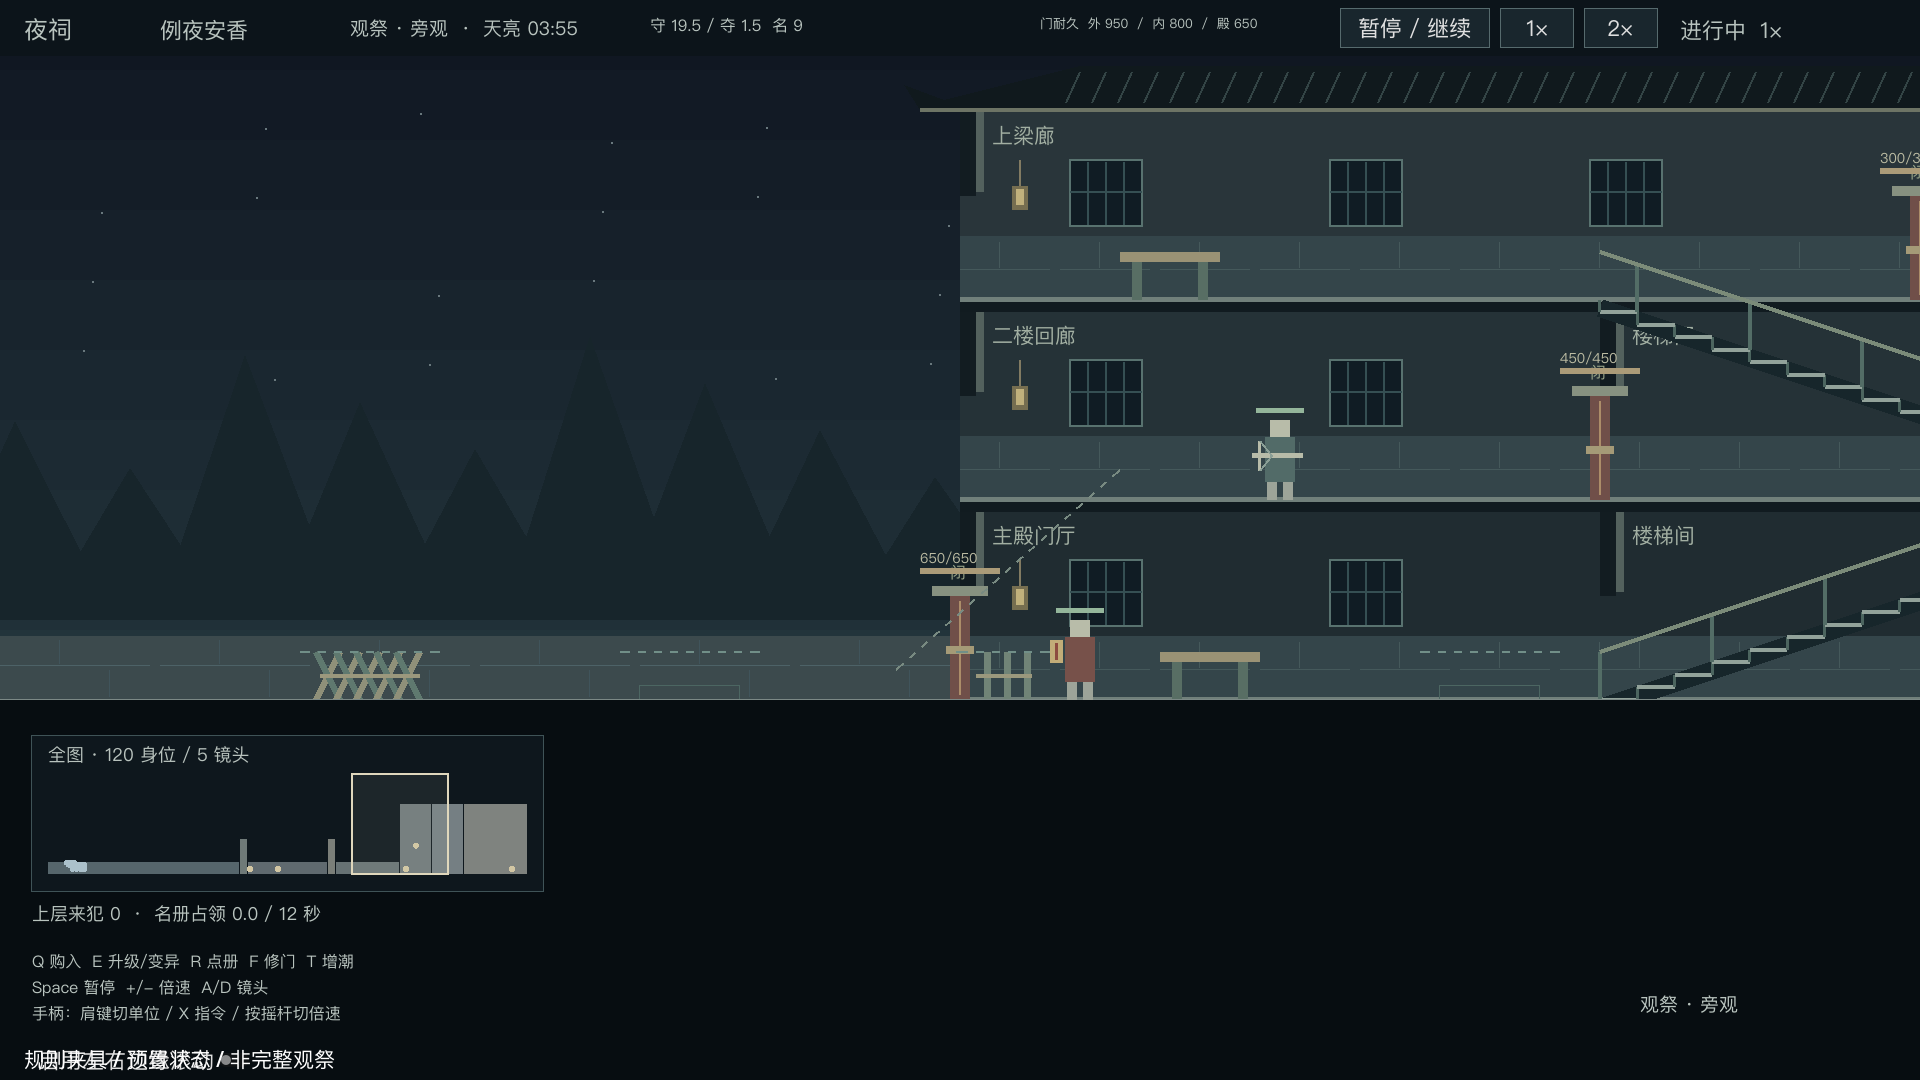 夜祠
例夜安香
观祭 · 旁观 · 天亮 03:55
守 19.5 / 夺 1.5 名 9
门耐久 外 950 / 内 800 / 殿 650
暂停 / 继续
1×
2×
进行中 1×
上梁廊
300/3
二楼回廊
450/450
闭
主殿门厅
楼梯间
650/650
闭
全图 · 120 身位 / 5 镜头
上层来犯 0 · 名册占领 0.0 / 12 秒
Q 购入 E 升级/变异 R 点册 F 修门 T 增潮
Space 暂停 +/− 倍速 A/D 镜头
手柄：肩键切单位 / X 指令 / 按摇杆切倍速
观祭 · 旁观
非完整观祭